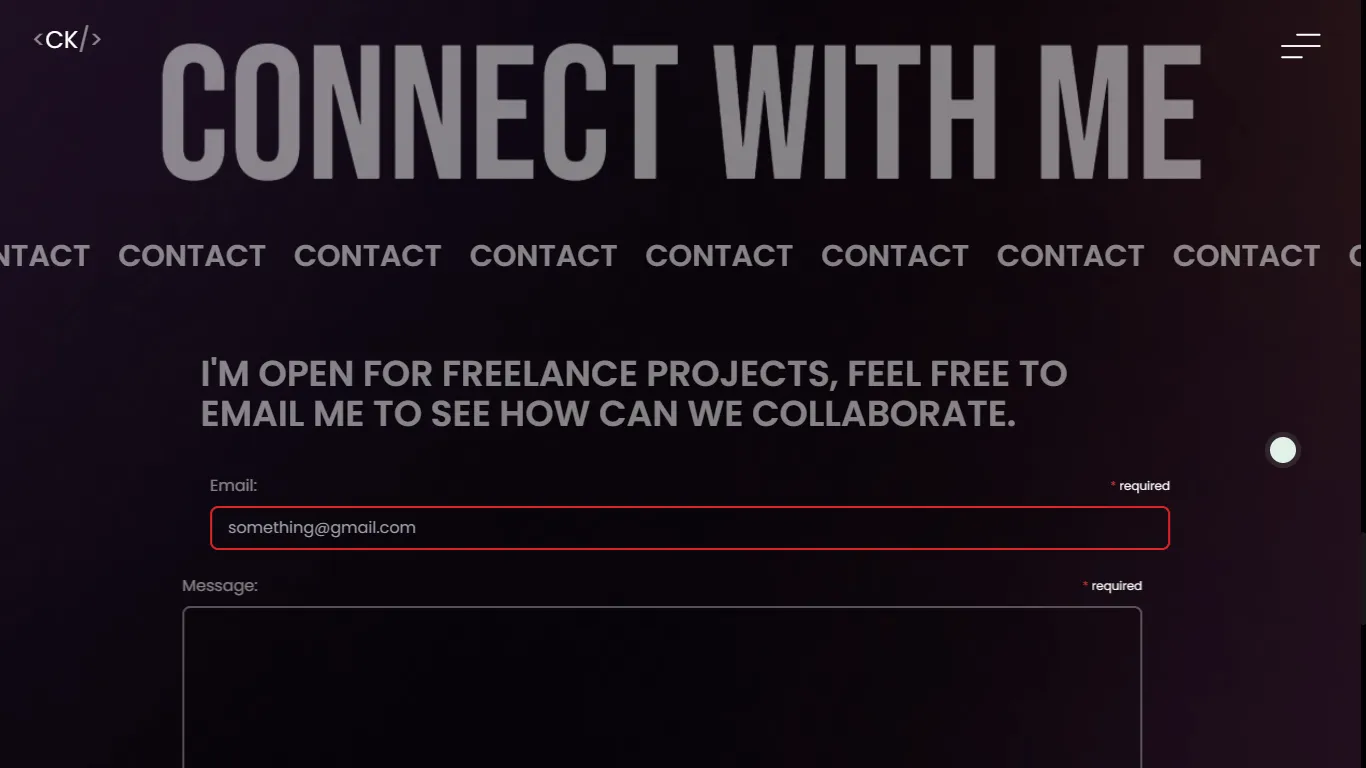 <CK/>
CONNECT WITH ME
NTACT CONTACT CONTACT CONTACT CONTACT CONTACT CONTACT CONTACT C
I'M OPEN FOR FREELANCE PROJECTS, FEEL FREE TO
EMAIL ME TO SEE HOW CAN WE COLLABORATE.
Email: * required
something@gmail.com
Message: * required